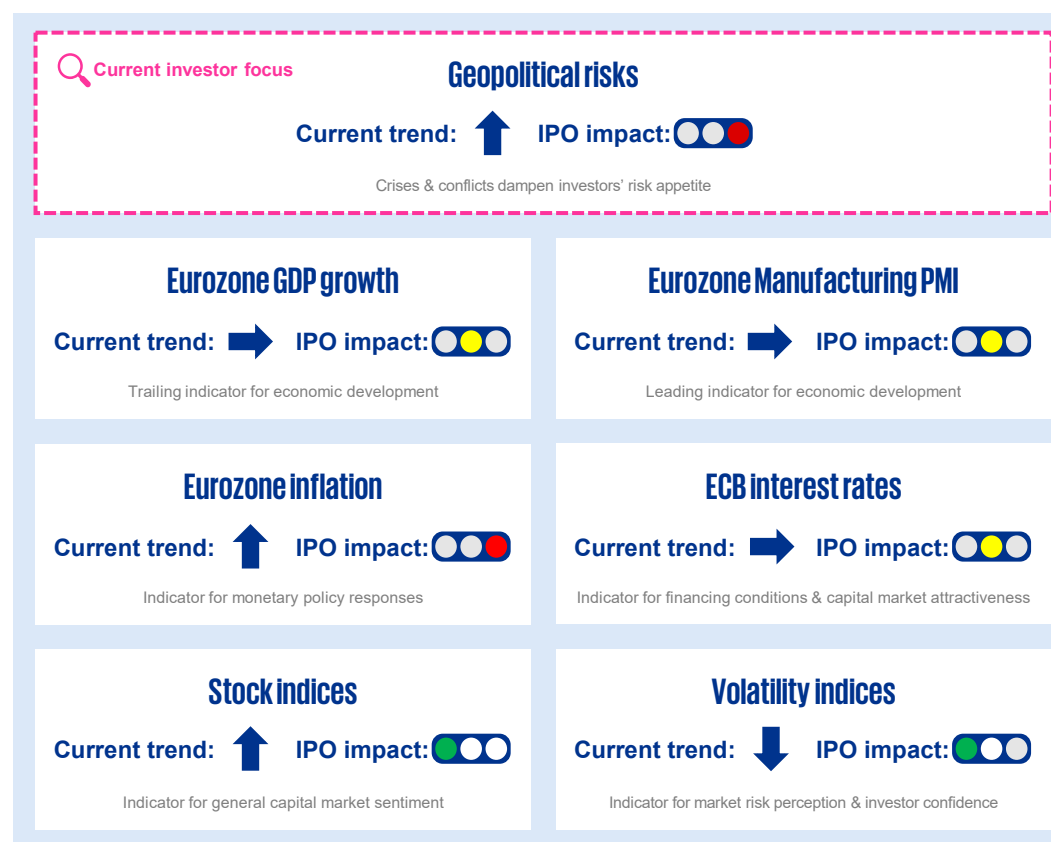 Current investor focus
Geopolitical risks
Current trend: IPO impact:
Crises & conflicts dampen investors' risk appetite
Eurozone GDP growth
Current trend: IPO impact:
Trailing indicator for economic development
Eurozone Manufacturing PMI
Current trend: IPO impact:
Leading indicator for economic development
Eurozone inflation
Current trend: IPO impact:
Indicator for monetary policy responses
ECB interest rates
Current trend: IPO impact:
Indicator for financing conditions & capital market attractiveness
Stock indices
Current trend: IPO impact:
Indicator for general capital market sentiment
Volatility indices
Current trend: IPO impact:
Indicator for market risk perception & investor confidence